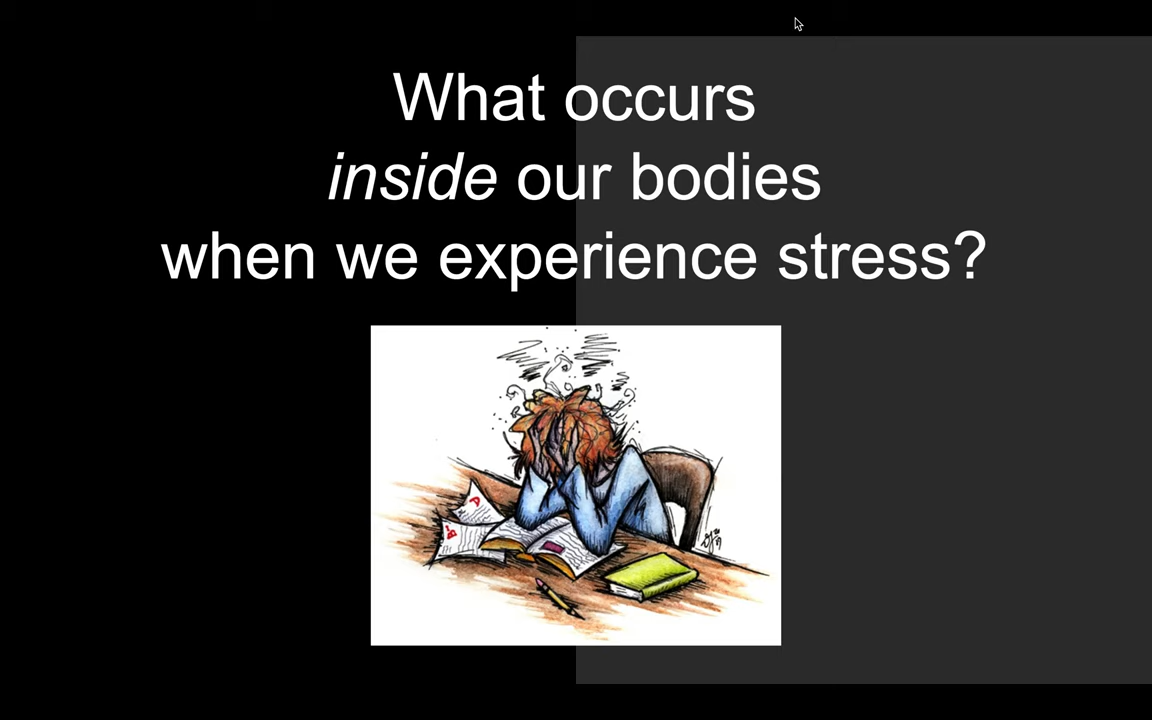 What occurs
inside our bodies
when we experience stress?